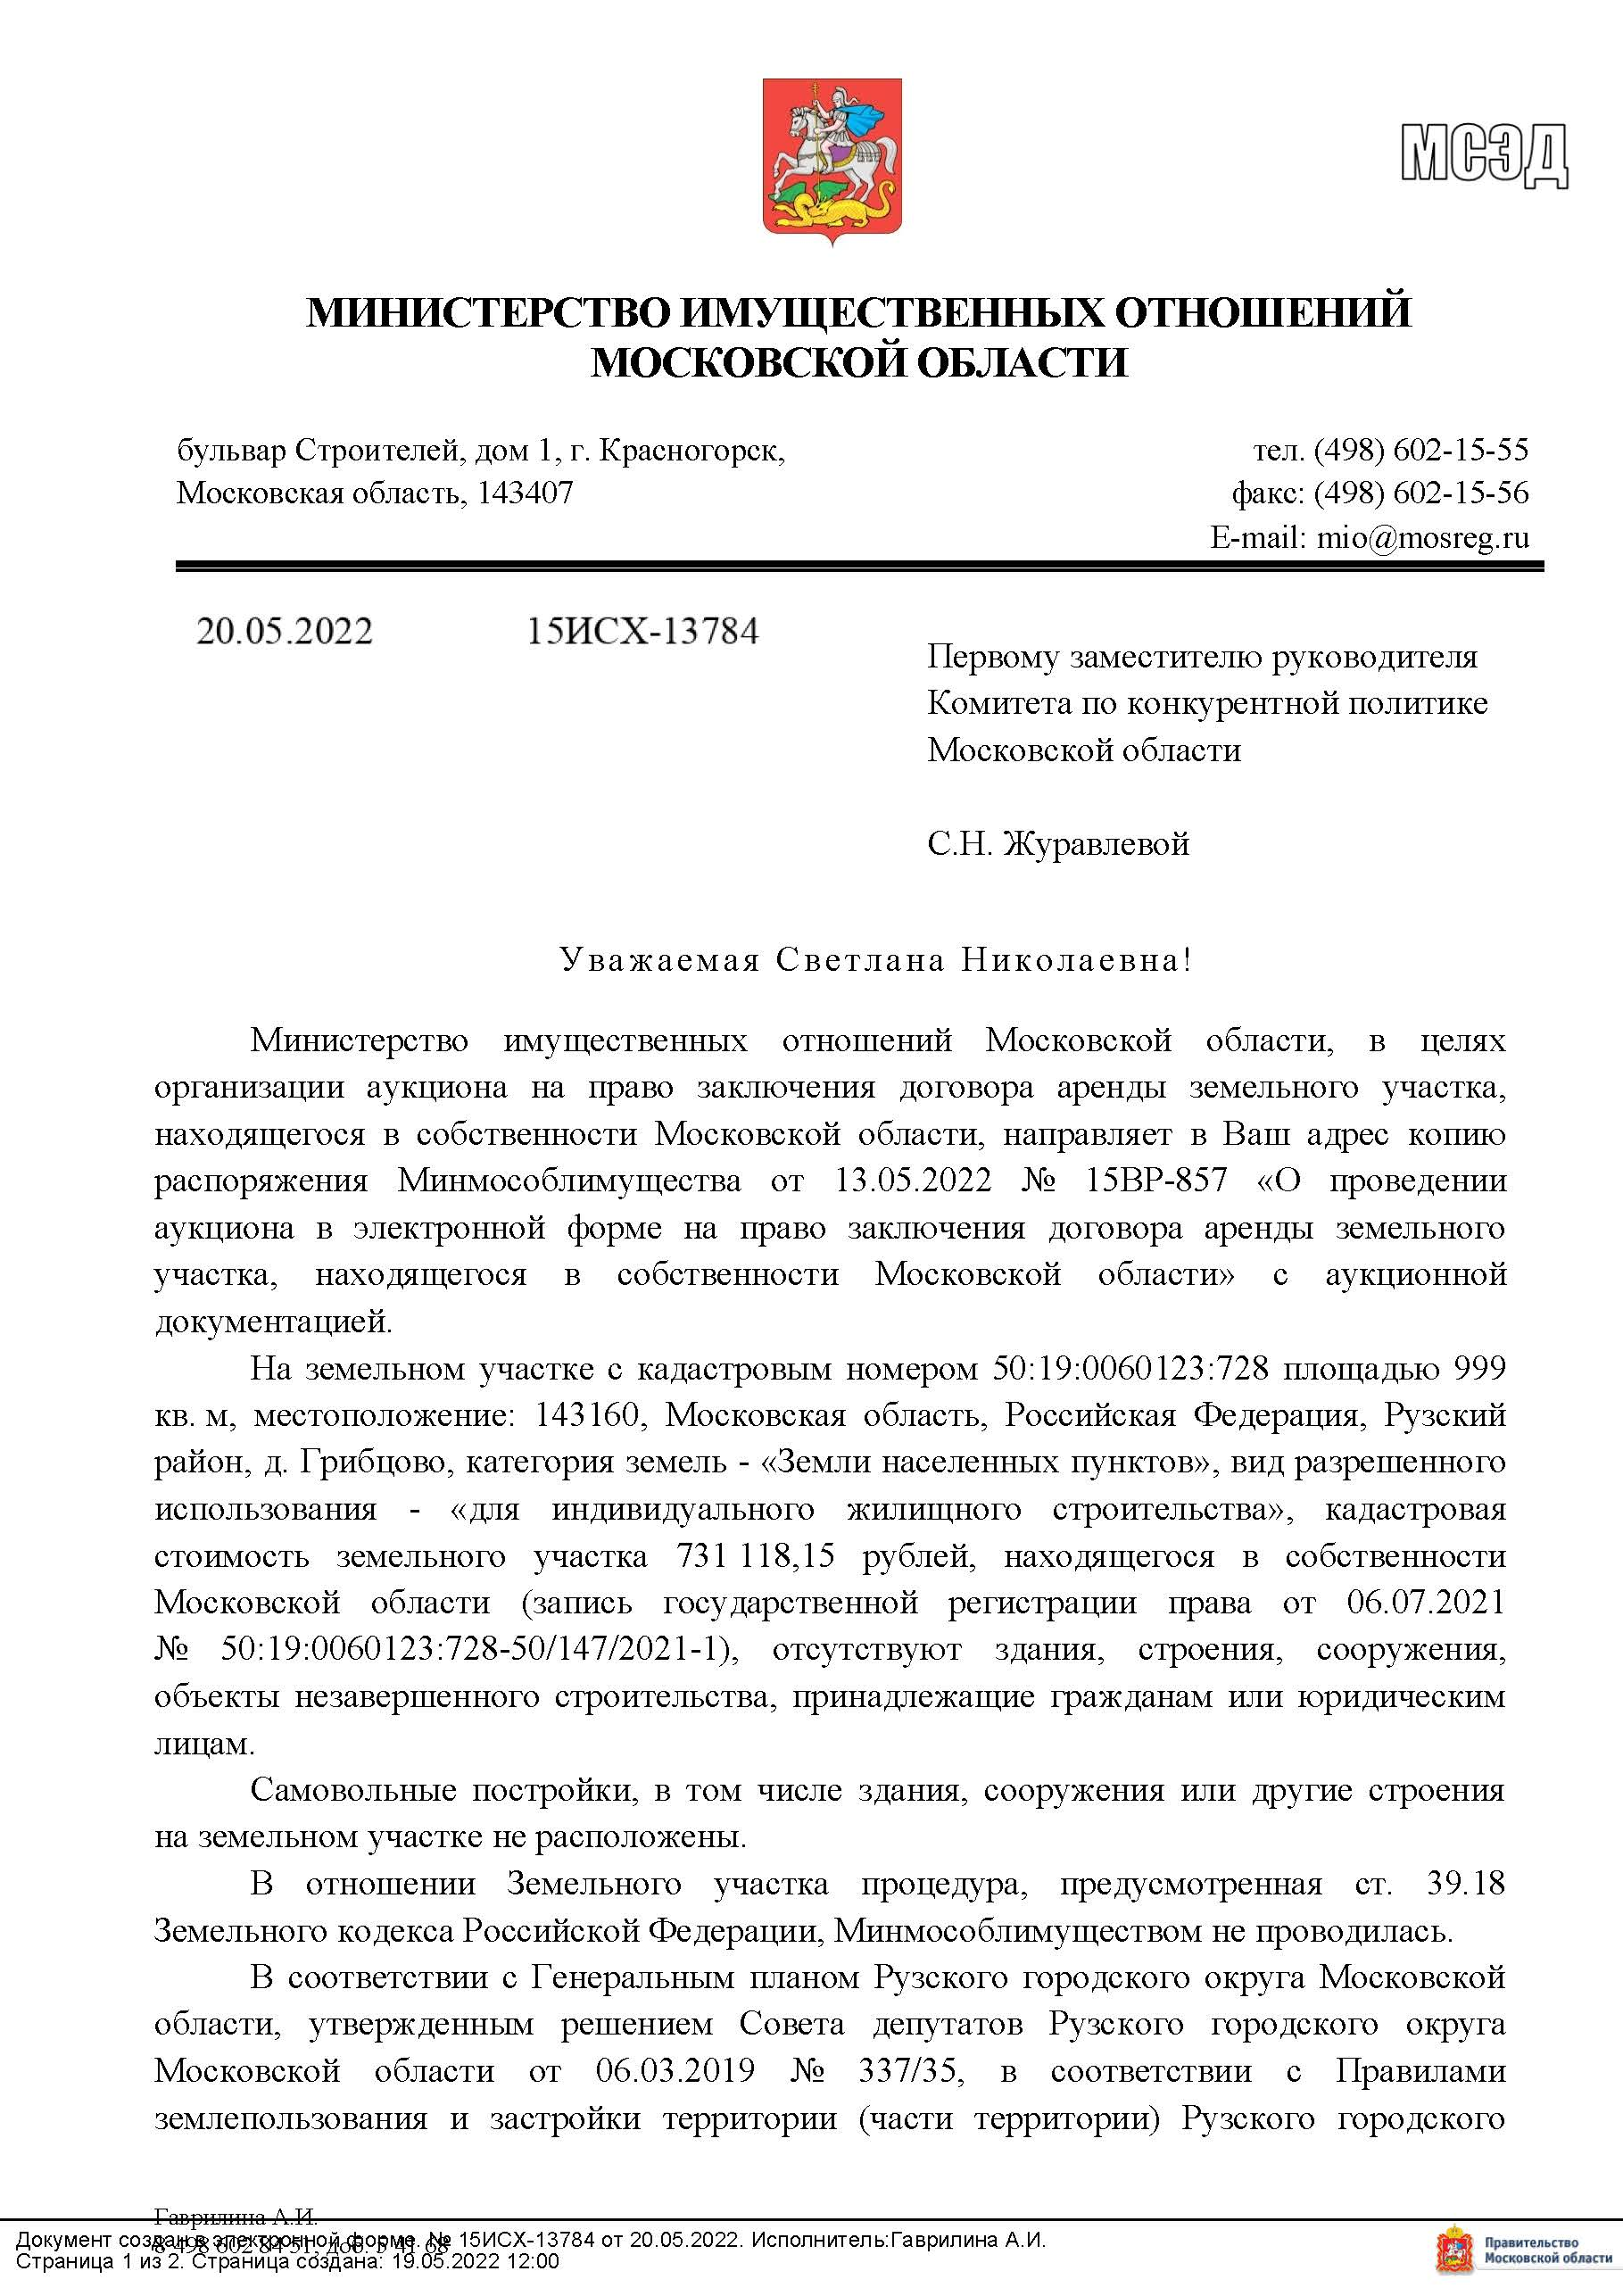 МСЭД
МИНИСТЕРСТВО ИМУЩЕСТВЕННЫХ ОТНОШЕНИЙ
МОСКОВСКОЙ ОБЛАСТИ
бульвар Строителей, дом 1, г. Красногорск,
Московская область, 143407
тел. (498) 602-15-55
факс: (498) 602-15-56
E-mail: mio@mosreg.ru
20.05.2022 15ИСХ-13784
Первому заместителю руководителя
Комитета по конкурентной политике
Московской области
С.Н. Журавлевой
Уважаемая Светлана Николаевна!
Министерство имущественных отношений Московской области, в целях
организации аукциона на право заключения договора аренды земельного участка,
находящегося в собственности Московской области, направляет в Ваш адрес копию
распоряжения Минмособлимущества от 13.05.2022 № 15ВР-857 «О проведении
аукциона в электронной форме на право заключения договора аренды земельного
участка, находящегося в собственности Московской области» с аукционной
документацией.
На земельном участке с кадастровым номером 50:19:0060123:728 площадью 999
кв. м, местоположение: 143160, Московская область, Российская Федерация, Рузский
район, д. Грибцово, категория земель - «Земли населенных пунктов», вид разрешенного
использования - «для индивидуального жилищного строительства», кадастровая
стоимость земельного участка 731 118,15 рублей, находящегося в собственности
Московской области (запись государственной регистрации права от 06.07.2021
№ 50:19:0060123:728-50/147/2021-1), отсутствуют здания, строения, сооружения,
объекты незавершенного строительства, принадлежащие гражданам или юридическим
лицам.
Самовольные постройки, в том числе здания, сооружения или другие строения
на земельном участке не расположены.
В отношении Земельного участка процедура, предусмотренная ст. 39.18
Земельного кодекса Российской Федерации, Минмособлимуществом не проводилась.
В соответствии с Генеральным планом Рузского городского округа Московской
области, утвержденным решением Совета депутатов Рузского городского округа
Московской области от 06.03.2019 № 337/35, в соответствии с Правилами
землепользования и застройки территории (части территории) Рузского городского
Гаврилина А.И.
8 498 602 84 51, доб. 5 41 68
Документ создан в электронной форме. № 15ИСХ-13784 от 20.05.2022. Исполнитель:Гаврилина А.И.
Страница 1 из 2. Страница создана: 19.05.2022 12:00
Правительство
Московской области